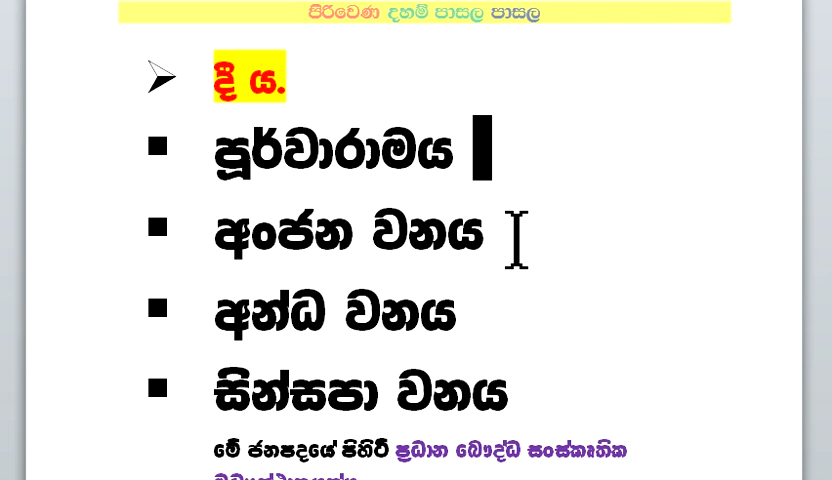 පිරිවෙණ දහම් පාසල පාසල
දී ය.
පූර්වාරාමය
අංජන වනය
අන්ධ වනය
සින්සපා වනය
මේ ජනපදයේ පිහිටි ප්‍රධාන බෞද්ධ සංස්කෘතික